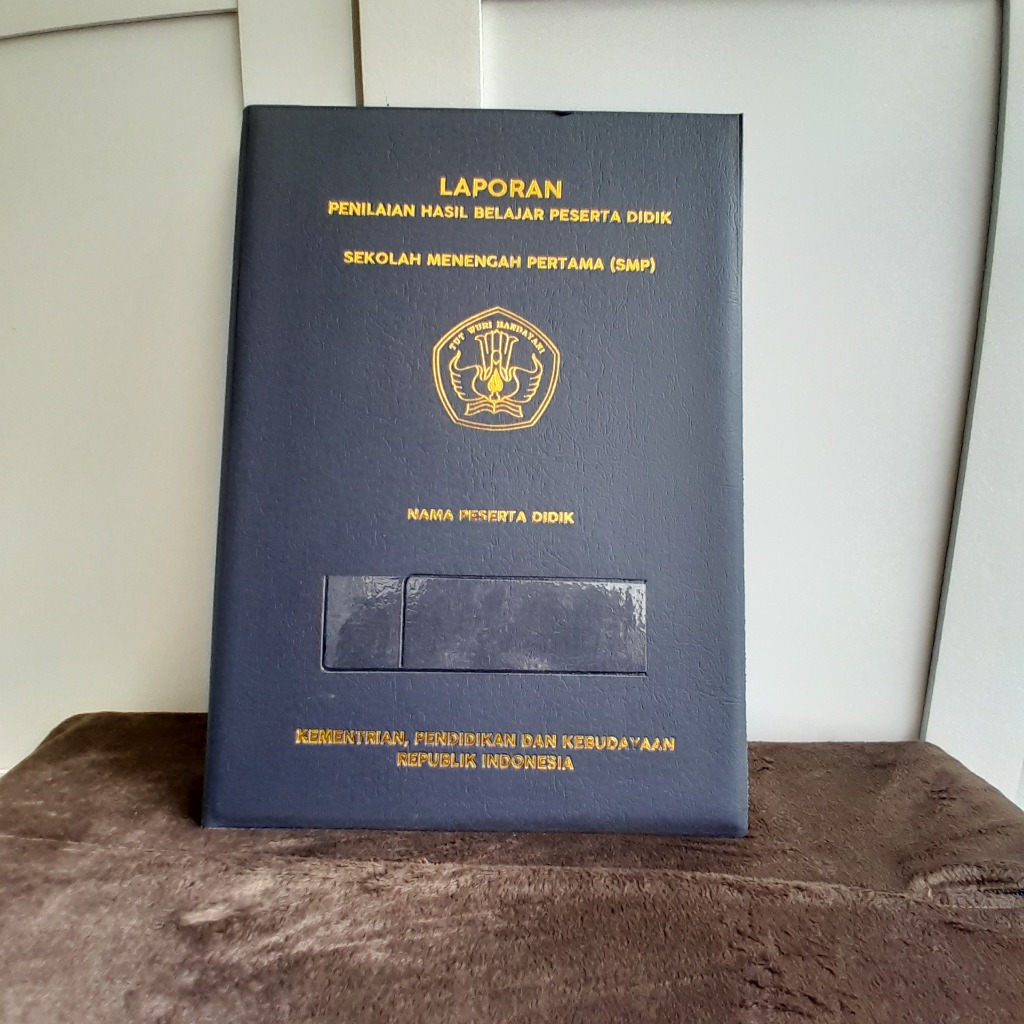 LAPORAN
PENILAIAN HASIL BELAJAR PESERTA DIDIK
SEKOLAH MENENGAH PERTAMA (SMP)
TUT WURI HANDAYANI
NAMA PESERTA DIDIK
KEMENTRIAN, PENDIDIKAN DAN KEBUDAYAAN
REPUBLIK INDONESIA